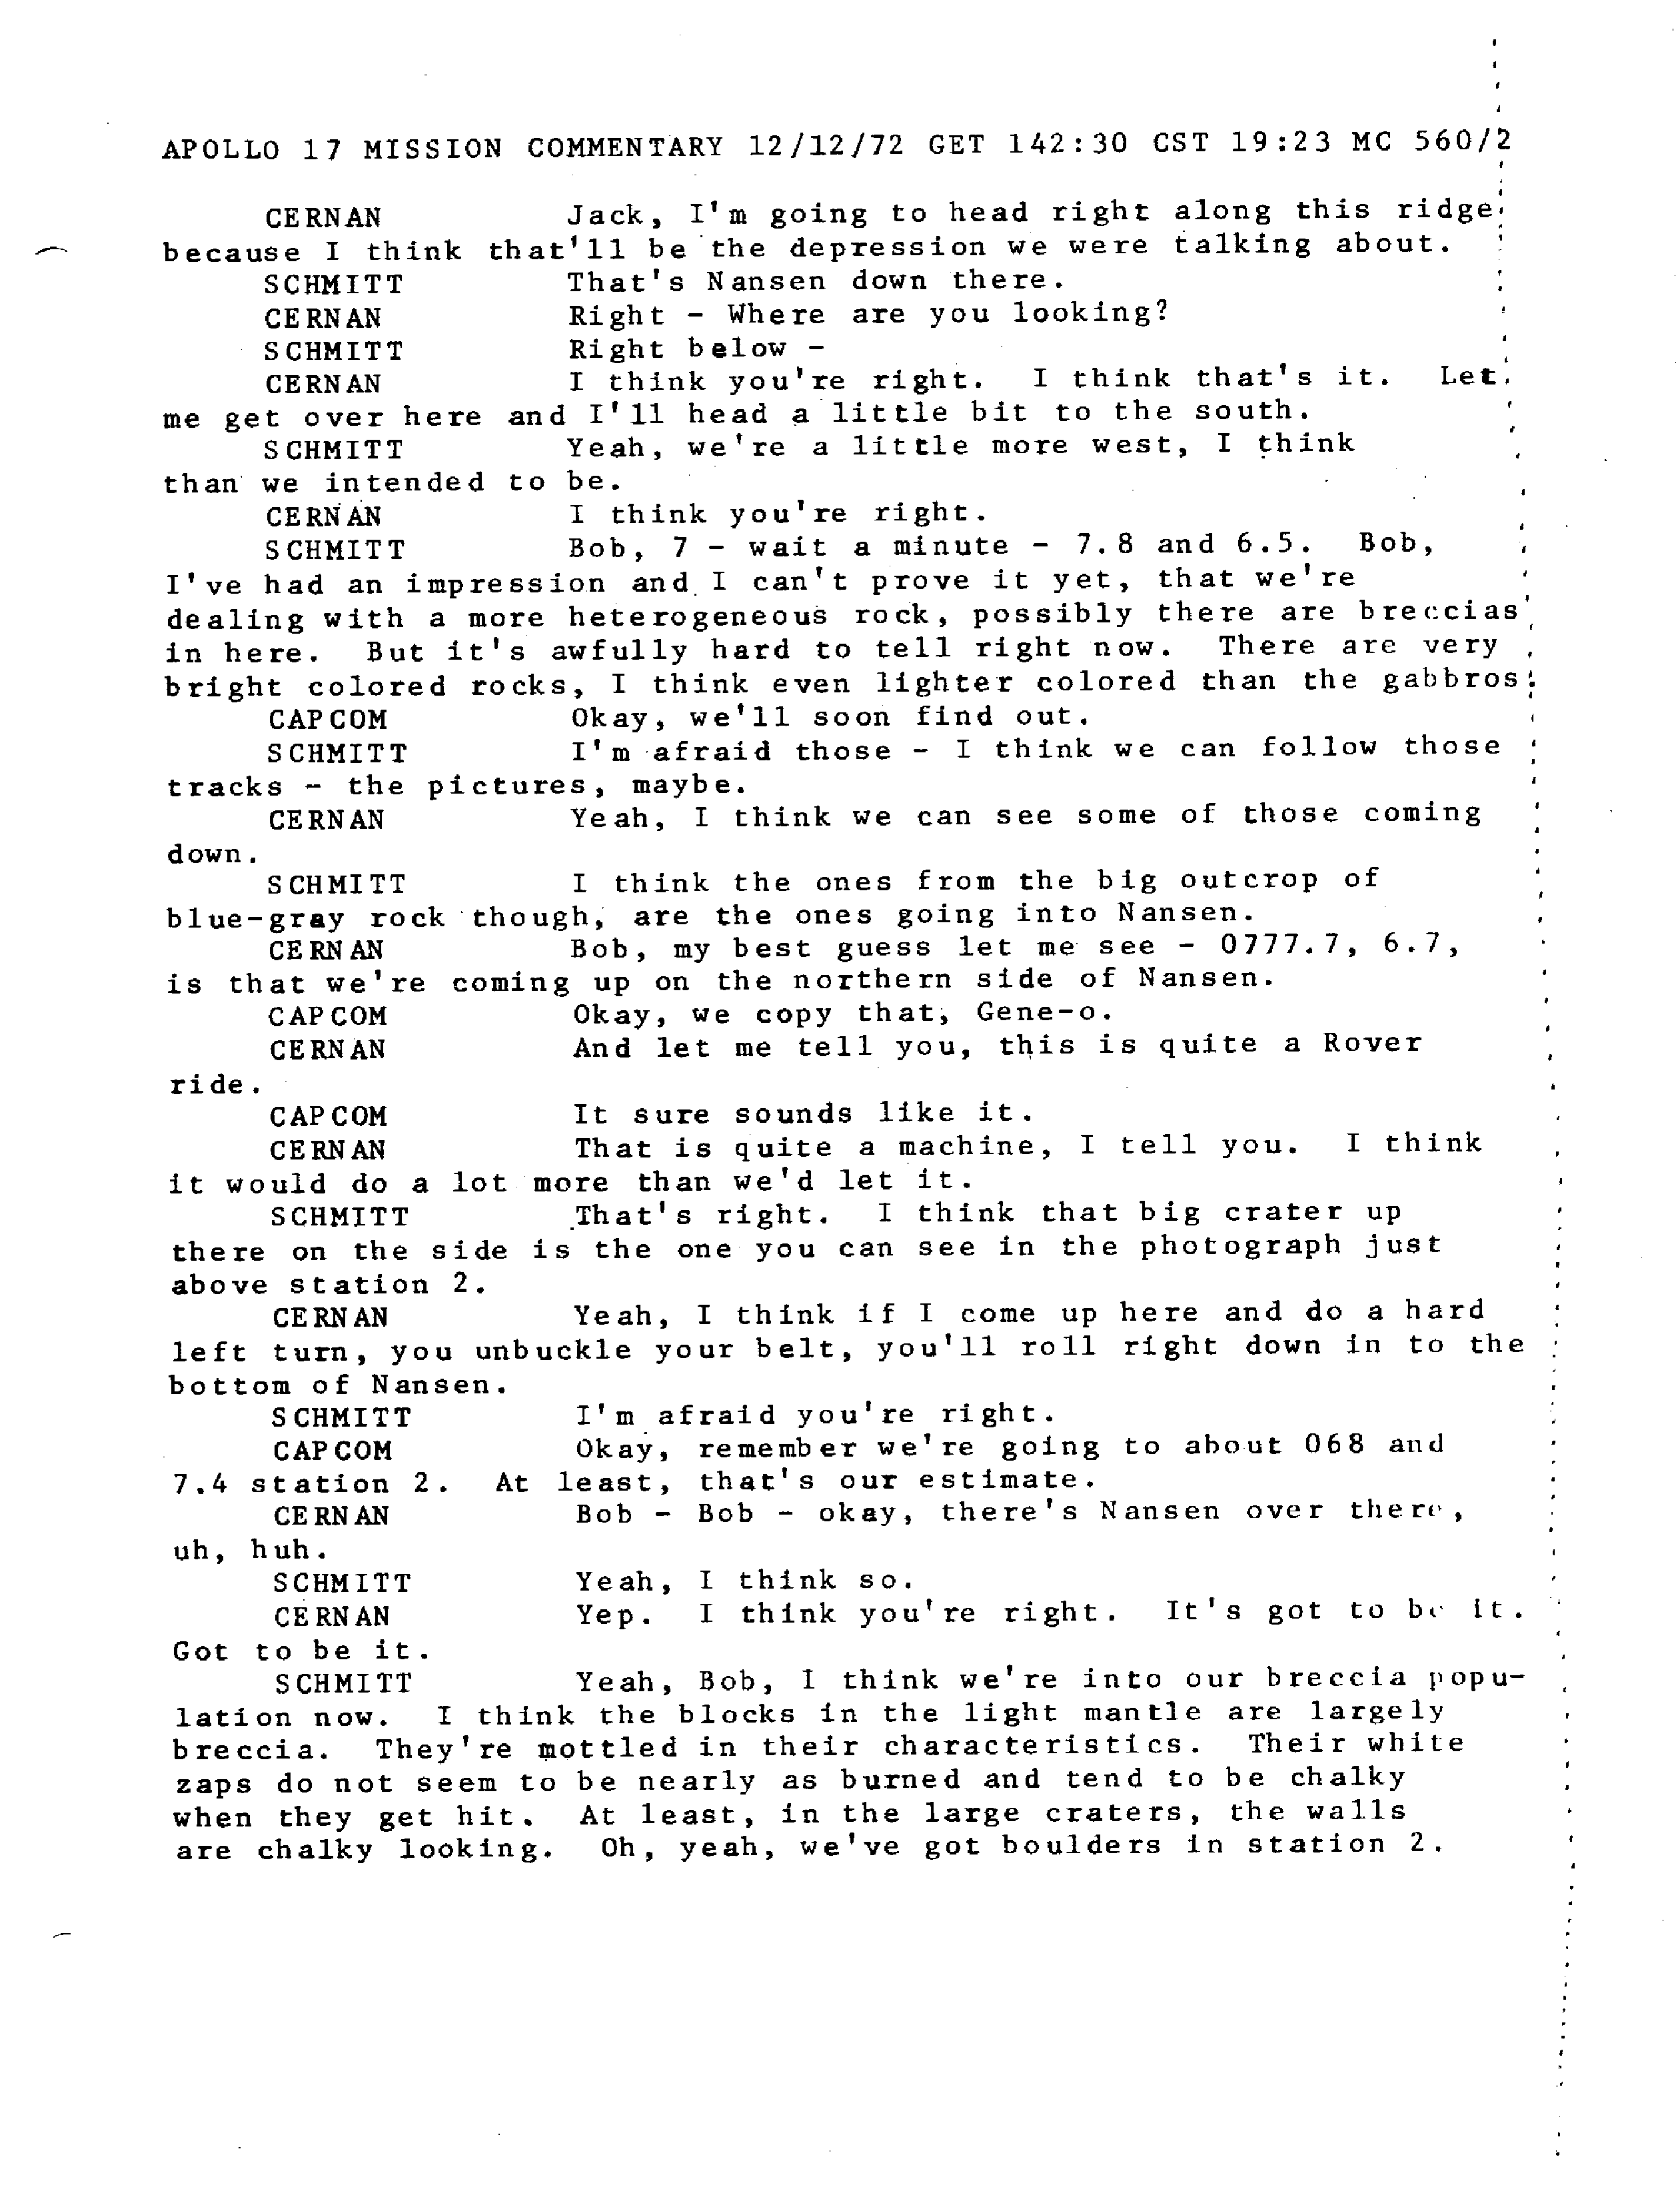 APOLLO 17 MISSION COMMENTARY 12/12/72 GET 142:30 CST 19:23 MC 560/2
CERNAN Jack, I'm going to head right along this ridge
because I think that'll be the depression we were talking about.
SCHMITT That's Nansen down there.
CERNAN Right - Where are you looking?
SCHMITT Right below -
CERNAN I think you're right. I think that's it. Let
me get over here and I'll head a little bit to the south.
SCHMITT Yeah, we're a little more west, I think
than we intended to be.
CERNAN I think you're right.
SCHMITT Bob, 7 - wait a minute - 7.8 and 6.5. Bob,
I've had an impression and I can't prove it yet, that we're
dealing with a more heterogeneous rock, possibly there are breccias
in here. But it's awfully hard to tell right now. There are very
bright colored rocks, I think even lighter colored than the gabbros.
CAPCOM Okay, we'll soon find out.
SCHMITT I'm afraid those - I think we can follow those
tracks - the pictures, maybe.
CERNAN Yeah, I think we can see some of those coming
down.
SCHMITT I think the ones from the big outcrop of
blue-gray rock though, are the ones going into Nansen.
CERNAN Bob, my best guess let me see - 0777.7, 6.7,
is that we're coming up on the northern side of Nansen.
CAPCOM Okay, we copy that, Gene-o.
CERNAN And let me tell you, this is quite a Rover
ride.
CAPCOM It sure sounds like it.
CERNAN That is quite a machine, I tell you. I think
it would do a lot more than we'd let it.
SCHMITT That's right. I think that big crater up
there on the side is the one you can see in the photograph just
above station 2.
CERNAN Yeah, I think if I come up here and do a hard
left turn, you unbuckle your belt, you'll roll right down in to the
bottom of Nansen.
SCHMITT I'm afraid you're right.
CAPCOM Okay, remember we're going to about 068 and
7.4 station 2. At least, that's our estimate.
CERNAN Bob - Bob - okay, there's Nansen over there,
uh, huh.
SCHMITT Yeah, I think so.
CERNAN Yep. I think you're right. It's got to be it.
Got to be it.
SCHMITT Yeah, Bob, I think we're into our breccia popu-
lation now. I think the blocks in the light mantle are largely
breccia. They're mottled in their characteristics. Their white
zaps do not seem to be nearly as burned and tend to be chalky
when they get hit. At least, in the large craters, the walls
are chalky looking. Oh, yeah, we've got boulders in station 2.